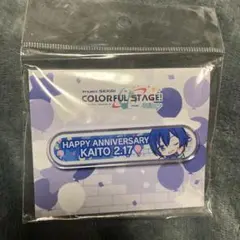 COLORFUL STAGE!
HAPPY ANNIVERSARY
KAITO 2.17